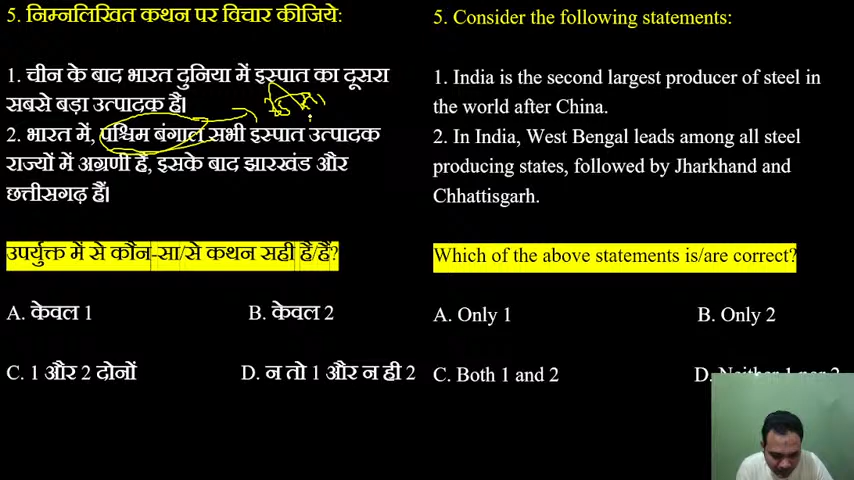 5. निम्नलिखित कथन पर विचार कीजिये:
1. चीन के बाद भारत दुनिया में इस्पात का दूसरा
सबसे बड़ा उत्पादक है।
2. भारत में, पश्चिम बंगाल सभी इस्पात उत्पादक
राज्यों में अग्रणी है, इसके बाद झारखंड और
छत्तीसगढ़ हैं।
उपर्युक्त में से कौन-सा/से कथन सही है/हैं?
A. केवल 1 B. केवल 2
C. 1 और 2 दोनों D. न तो 1 और न ही 2
5. Consider the following statements:
1. India is the second largest producer of steel in
the world after China.
2. In India, West Bengal leads among all steel
producing states, followed by Jharkhand and
Chhattisgarh.
Which of the above statements is/are correct?
A. Only 1 B. Only 2
C. Both 1 and 2 D. Neither 1 nor 2